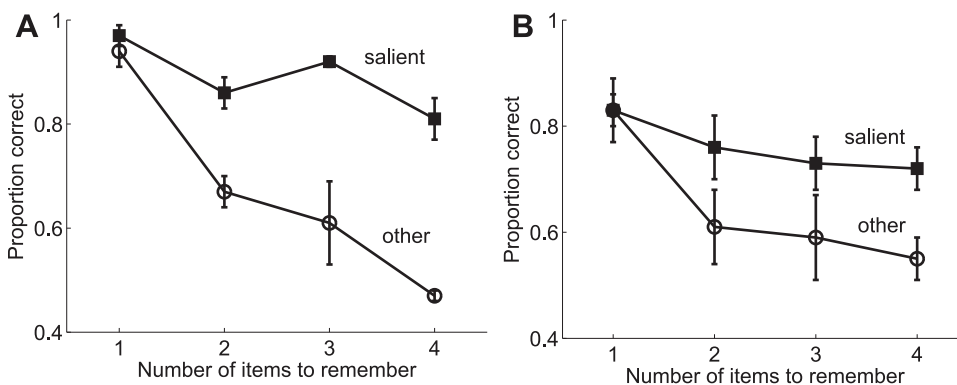 A
Proportion correct
1
0.8
0.6
0.4
salient
other
1 2 3 4
Number of items to remember
B
Proportion correct
1
0.8
0.6
0.4
salient
other
1 2 3 4
Number of items to remember